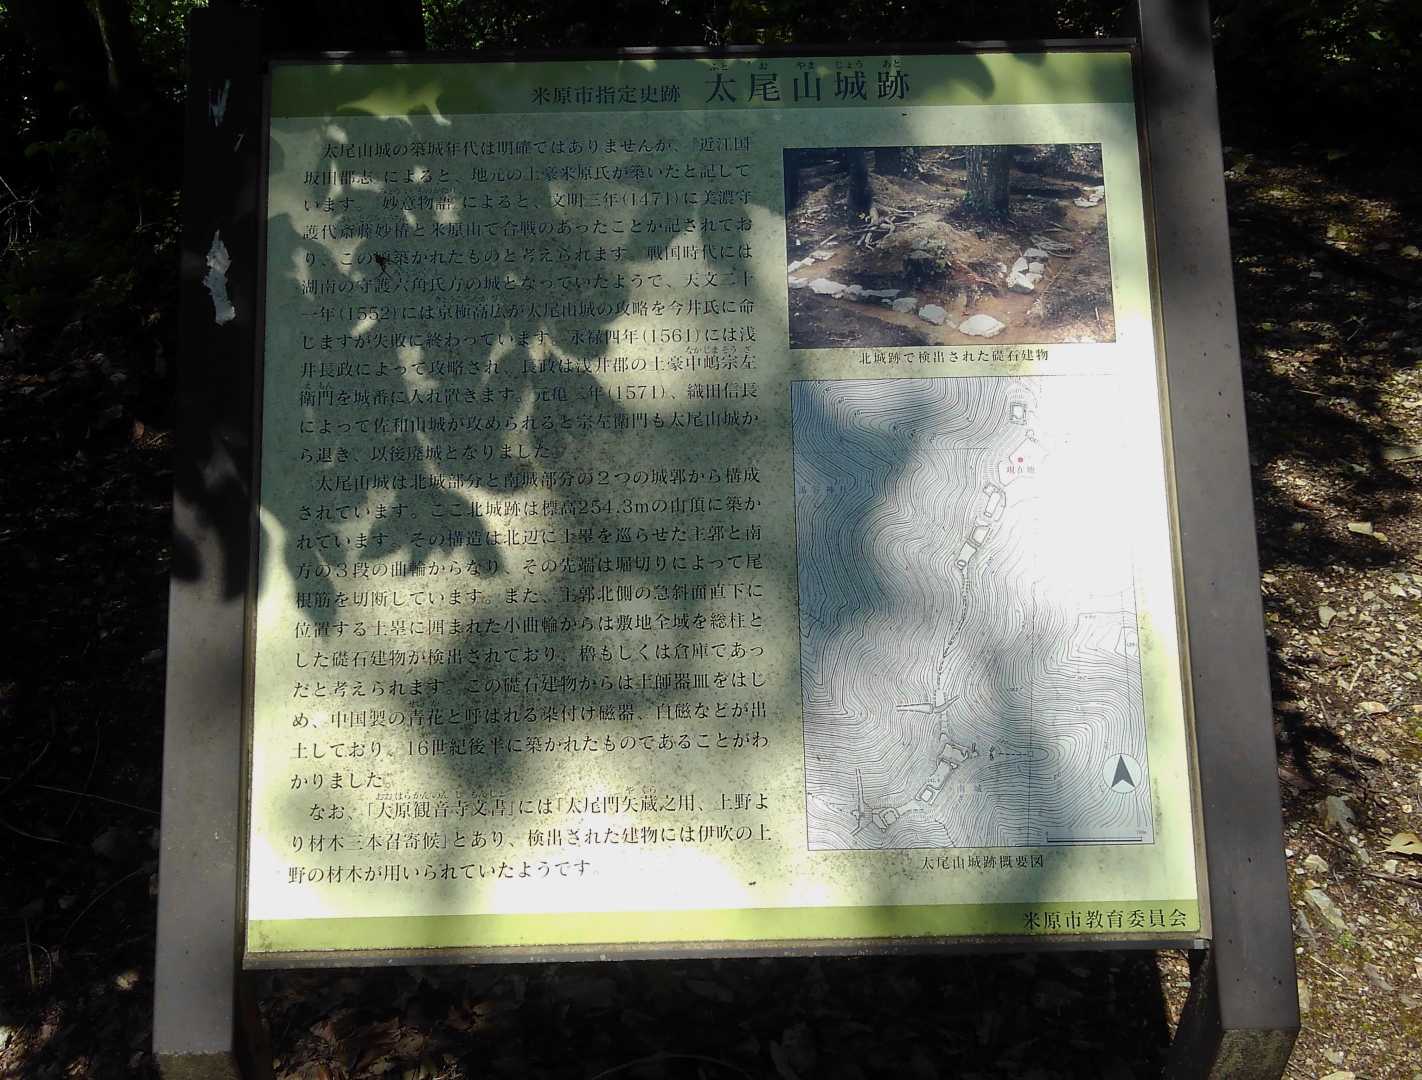 米原市指定史跡 太尾山城跡
ふと お やま じょう あと
太尾山城の築城年代は明確ではありませんが、『近江国
坂田郡志』によると、地元の土豪米原氏が築いたと記して
います。『妙意物語』によると、文明三年(1471)に美濃守
護代斎藤妙椿と米原山で合戦のあったことが記されてお
り、この 築かれたものと考えられます。戦国時代には
湖南の守護六角氏方の城となっていたようで、天文二十
一年(1552)には京極高広が太尾山城の攻略を今井氏に命
じますが失敗に終わっています。永禄四年(1561)には浅
井長政によって攻略され、長政は浅井郡の土豪中嶋宗左
衛門を城番に入れ置きます。元亀二年(1571)、織田信長
によって佐和山城が攻められると宗左衛門も太尾山城か
ら退き、以後廃城となりました。
太尾山城は北城部分と南城部分の2つの城郭から構成
されています。ここ北城跡は標高254.3mの山頂に築か
れています。その構造は北辺に土塁を巡らせた主郭と南
方の3段の曲輪からなり、その先端は堀切りによって尾
根筋を切断しています。また、主郭北側の急斜面直下に
位置する土塁に囲まれた小曲輪からは敷地全域を総柱と
した礎石建物が検出されており、櫓もしくは倉庫であっ
だと考えられます。この礎石建物からは土師器皿をはじ
め、中国製の青花と呼ばれる染付け磁器、白磁などが出
土しており、16世紀後半に築かれたものであることがわ
かりました。
なお、「大原観音寺文書」には「太尾門矢蔵之用、上野よ
り材木三本召寄候」とあり、検出された建物には伊吹の上
野の材木が用いられていたようです。
北城跡で検出された礎石建物
現在地
南城
太尾山城跡概要図
米原市教育委員会